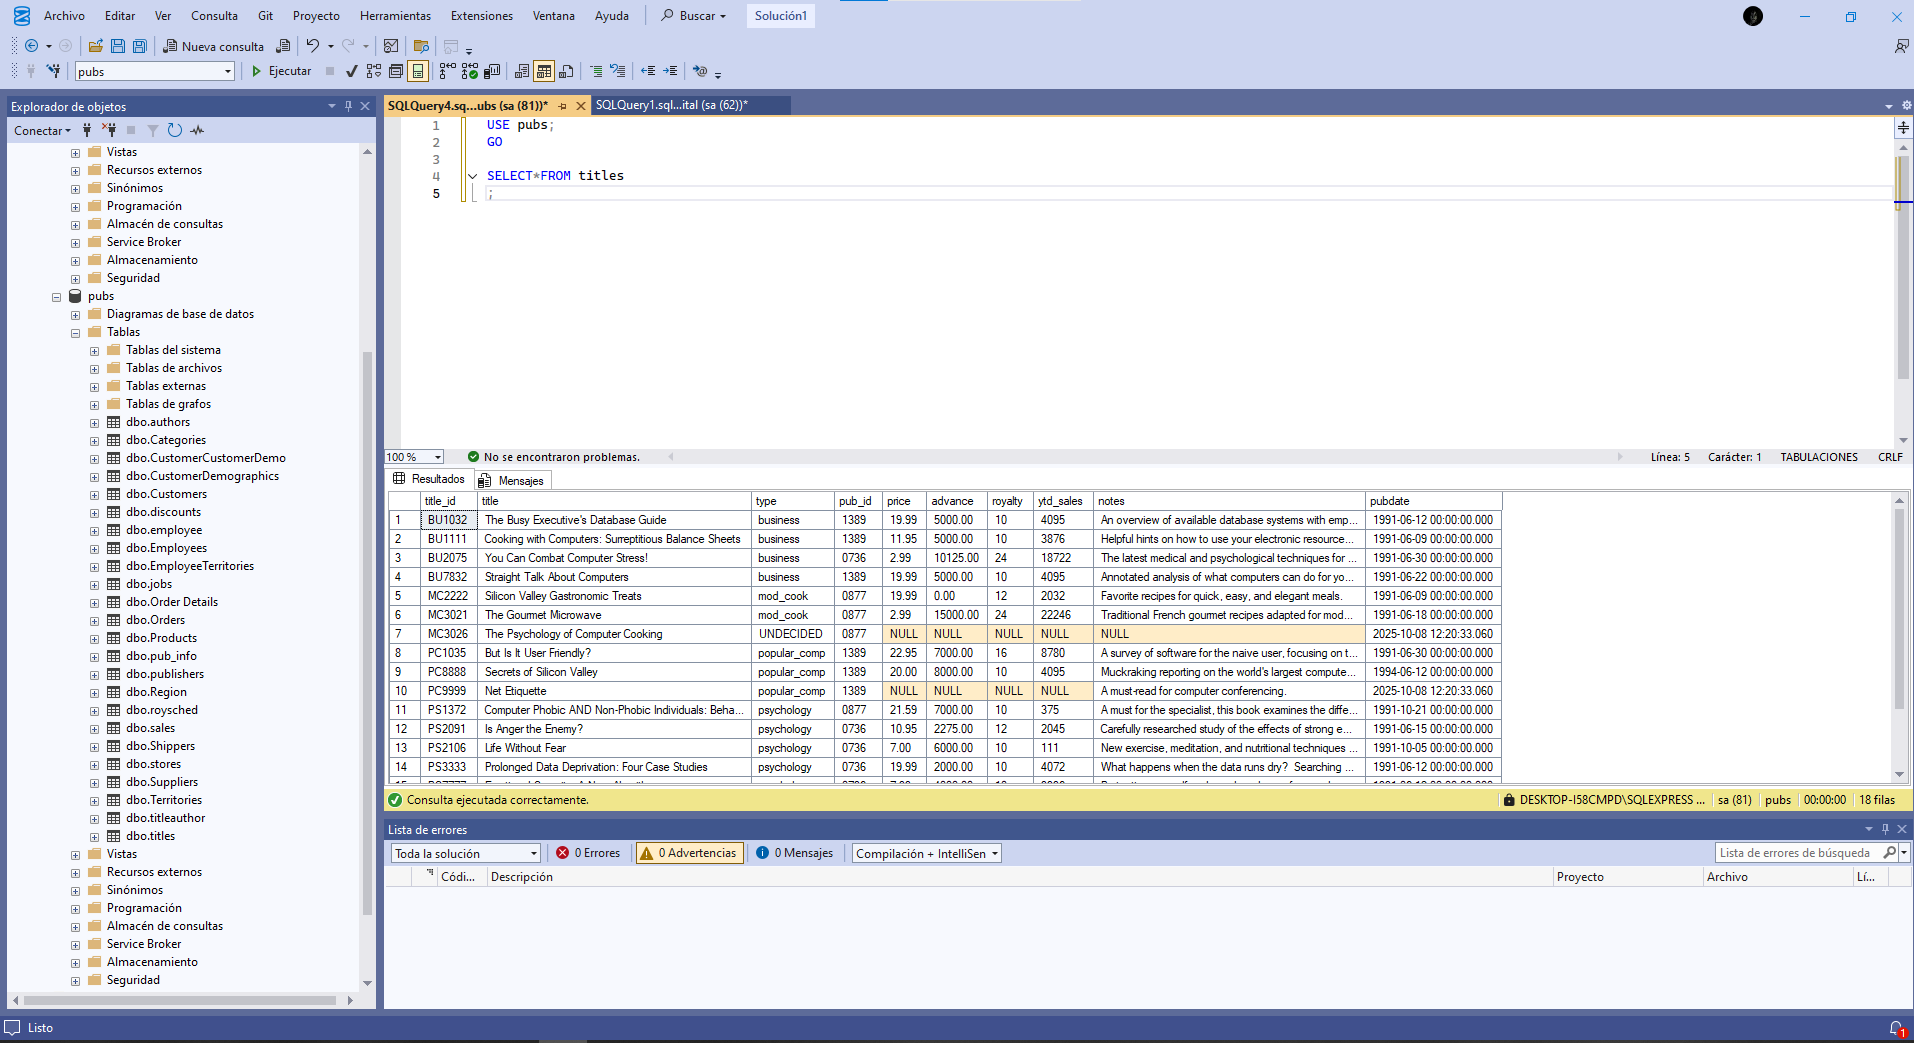 Archivo Editar Ver Consulta Git Proyecto Herramientas Extensiones Ventana Ayuda Buscar Solución1
Nueva consulta
pubs Ejecutar
Explorador de objetos
Conectar
Vistas
Recursos externos
Sinónimos
Programación
Almacén de consultas
Service Broker
Almacenamiento
Seguridad
pubs
Diagramas de base de datos
Tablas
Tablas del sistema
Tablas de archivos
Tablas externas
Tablas de grafos
dbo.authors
dbo.Categories
dbo.CustomerCustomerDemo
dbo.CustomerDemographics
dbo.Customers
dbo.discounts
dbo.employee
dbo.Employees
dbo.EmployeeTerritories
dbo.jobs
dbo.Order Details
dbo.Orders
dbo.Products
dbo.pub_info
dbo.publishers
dbo.Region
dbo.roysched
dbo.sales
dbo.Shippers
dbo.stores
dbo.Suppliers
dbo.Territories
dbo.titleauthor
dbo.titles
Vistas
Recursos externos
Sinónimos
Programación
Almacén de consultas
Service Broker
Almacenamiento
Seguridad
SQLQuery4.sq...ubs (sa (81))* SQLQuery1.sql...ital (sa (62))*
1 USE pubs;
2 GO
3
4 SELECT*FROM titles
5 ;
100 % No se encontraron problemas. Línea: 5 Carácter: 1 TABULACIONES CRLF
Resultados Mensajes
title_id title type pub_id price advance royalty ytd_sales notes pubdate
1 BU1032 The Busy Executive's Database Guide business 1389 19.99 5000.00 10 4095 An overview of available database systems with emp... 1991-06-12 00:00:00.000
2 BU1111 Cooking with Computers: Surreptitious Balance Sheets business 1389 11.95 5000.00 10 3876 Helpful hints on how to use your electronic resource... 1991-06-09 00:00:00.000
3 BU2075 You Can Combat Computer Stress! business 0736 2.99 10125.00 24 18722 The latest medical and psychological techniques for ... 1991-06-30 00:00:00.000
4 BU7832 Straight Talk About Computers business 1389 19.99 5000.00 10 4095 Annotated analysis of what computers can do for yo... 1991-06-22 00:00:00.000
5 MC2222 Silicon Valley Gastronomic Treats mod_cook 0877 19.99 0.00 12 2032 Favorite recipes for quick, easy, and elegant meals. 1991-06-09 00:00:00.000
6 MC3021 The Gourmet Microwave mod_cook 0877 2.99 15000.00 24 22246 Traditional French gourmet recipes adapted for mod... 1991-06-18 00:00:00.000
7 MC3026 The Psychology of Computer Cooking UNDECIDED 0877 NULL NULL NULL NULL NULL 2025-10-08 12:20:33.060
8 PC1035 But Is It User Friendly? popular_comp 1389 22.95 7000.00 16 8780 A survey of software for the naive user, focusing on t... 1991-06-30 00:00:00.000
9 PC8888 Secrets of Silicon Valley popular_comp 1389 20.00 8000.00 10 4095 Muckraking reporting on the world's largest compute... 1994-06-12 00:00:00.000
10 PC9999 Net Etiquette popular_comp 1389 NULL NULL NULL NULL A must-read for computer conferencing. 2025-10-08 12:20:33.060
11 PS1372 Computer Phobic AND Non-Phobic Individuals: Beha... psychology 0877 21.59 7000.00 10 375 A must for the specialist, this book examines the diffe... 1991-10-21 00:00:00.000
12 PS2091 Is Anger the Enemy? psychology 0736 10.95 2275.00 12 2045 Carefully researched study of the effects of strong e... 1991-06-15 00:00:00.000
13 PS2106 Life Without Fear psychology 0736 7.00 6000.00 10 111 New exercise, meditation, and nutritional techniques ... 1991-10-05 00:00:00.000
14 PS3333 Prolonged Data Deprivation: Four Case Studies psychology 0736 19.99 2000.00 10 4072 What happens when the data runs dry? Searching ... 1991-06-12 00:00:00.000
Consulta ejecutada correctamente. DESKTOP-I58CMPD\SQLEXPRESS ... sa (81) pubs 00:00:00 18 filas
Lista de errores
Toda la solución 0 Errores 0 Advertencias 0 Mensajes Compilación + IntelliSen Lista de errores de búsqueda
Códi... Descripción Proyecto Archivo Lí...
Listo 1